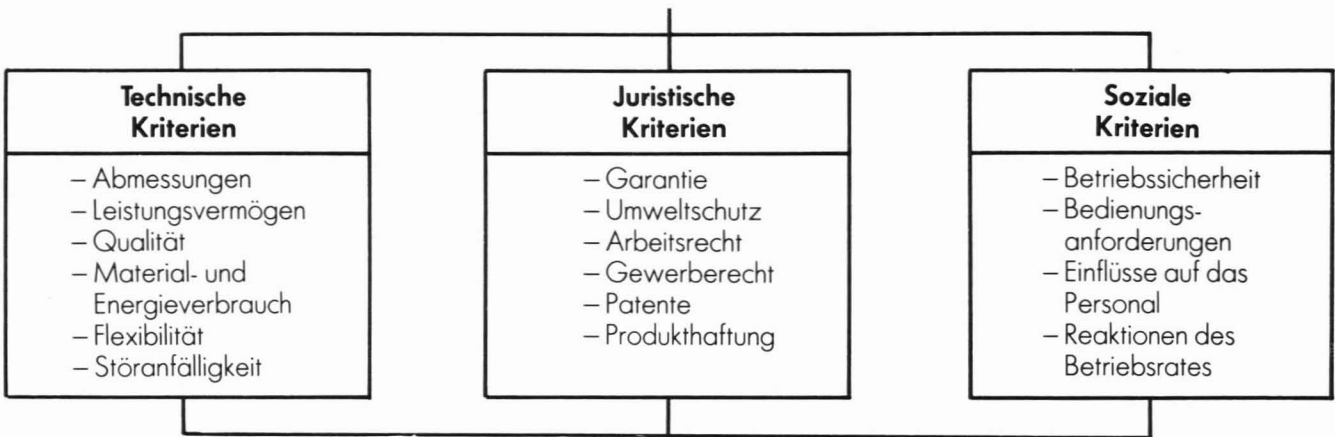 Technische
Kriterien
– Abmessungen
– Leistungsvermögen
– Qualität
– Material- und
Energieverbrauch
– Flexibilität
– Störanfälligkeit
Juristische
Kriterien
– Garantie
– Umweltschutz
– Arbeitsrecht
– Gewerberecht
– Patente
– Produkthaftung
Soziale
Kriterien
– Betriebssicherheit
– Bedienungs-
anforderungen
– Einflüsse auf das
Personal
– Reaktionen des
Betriebsrates